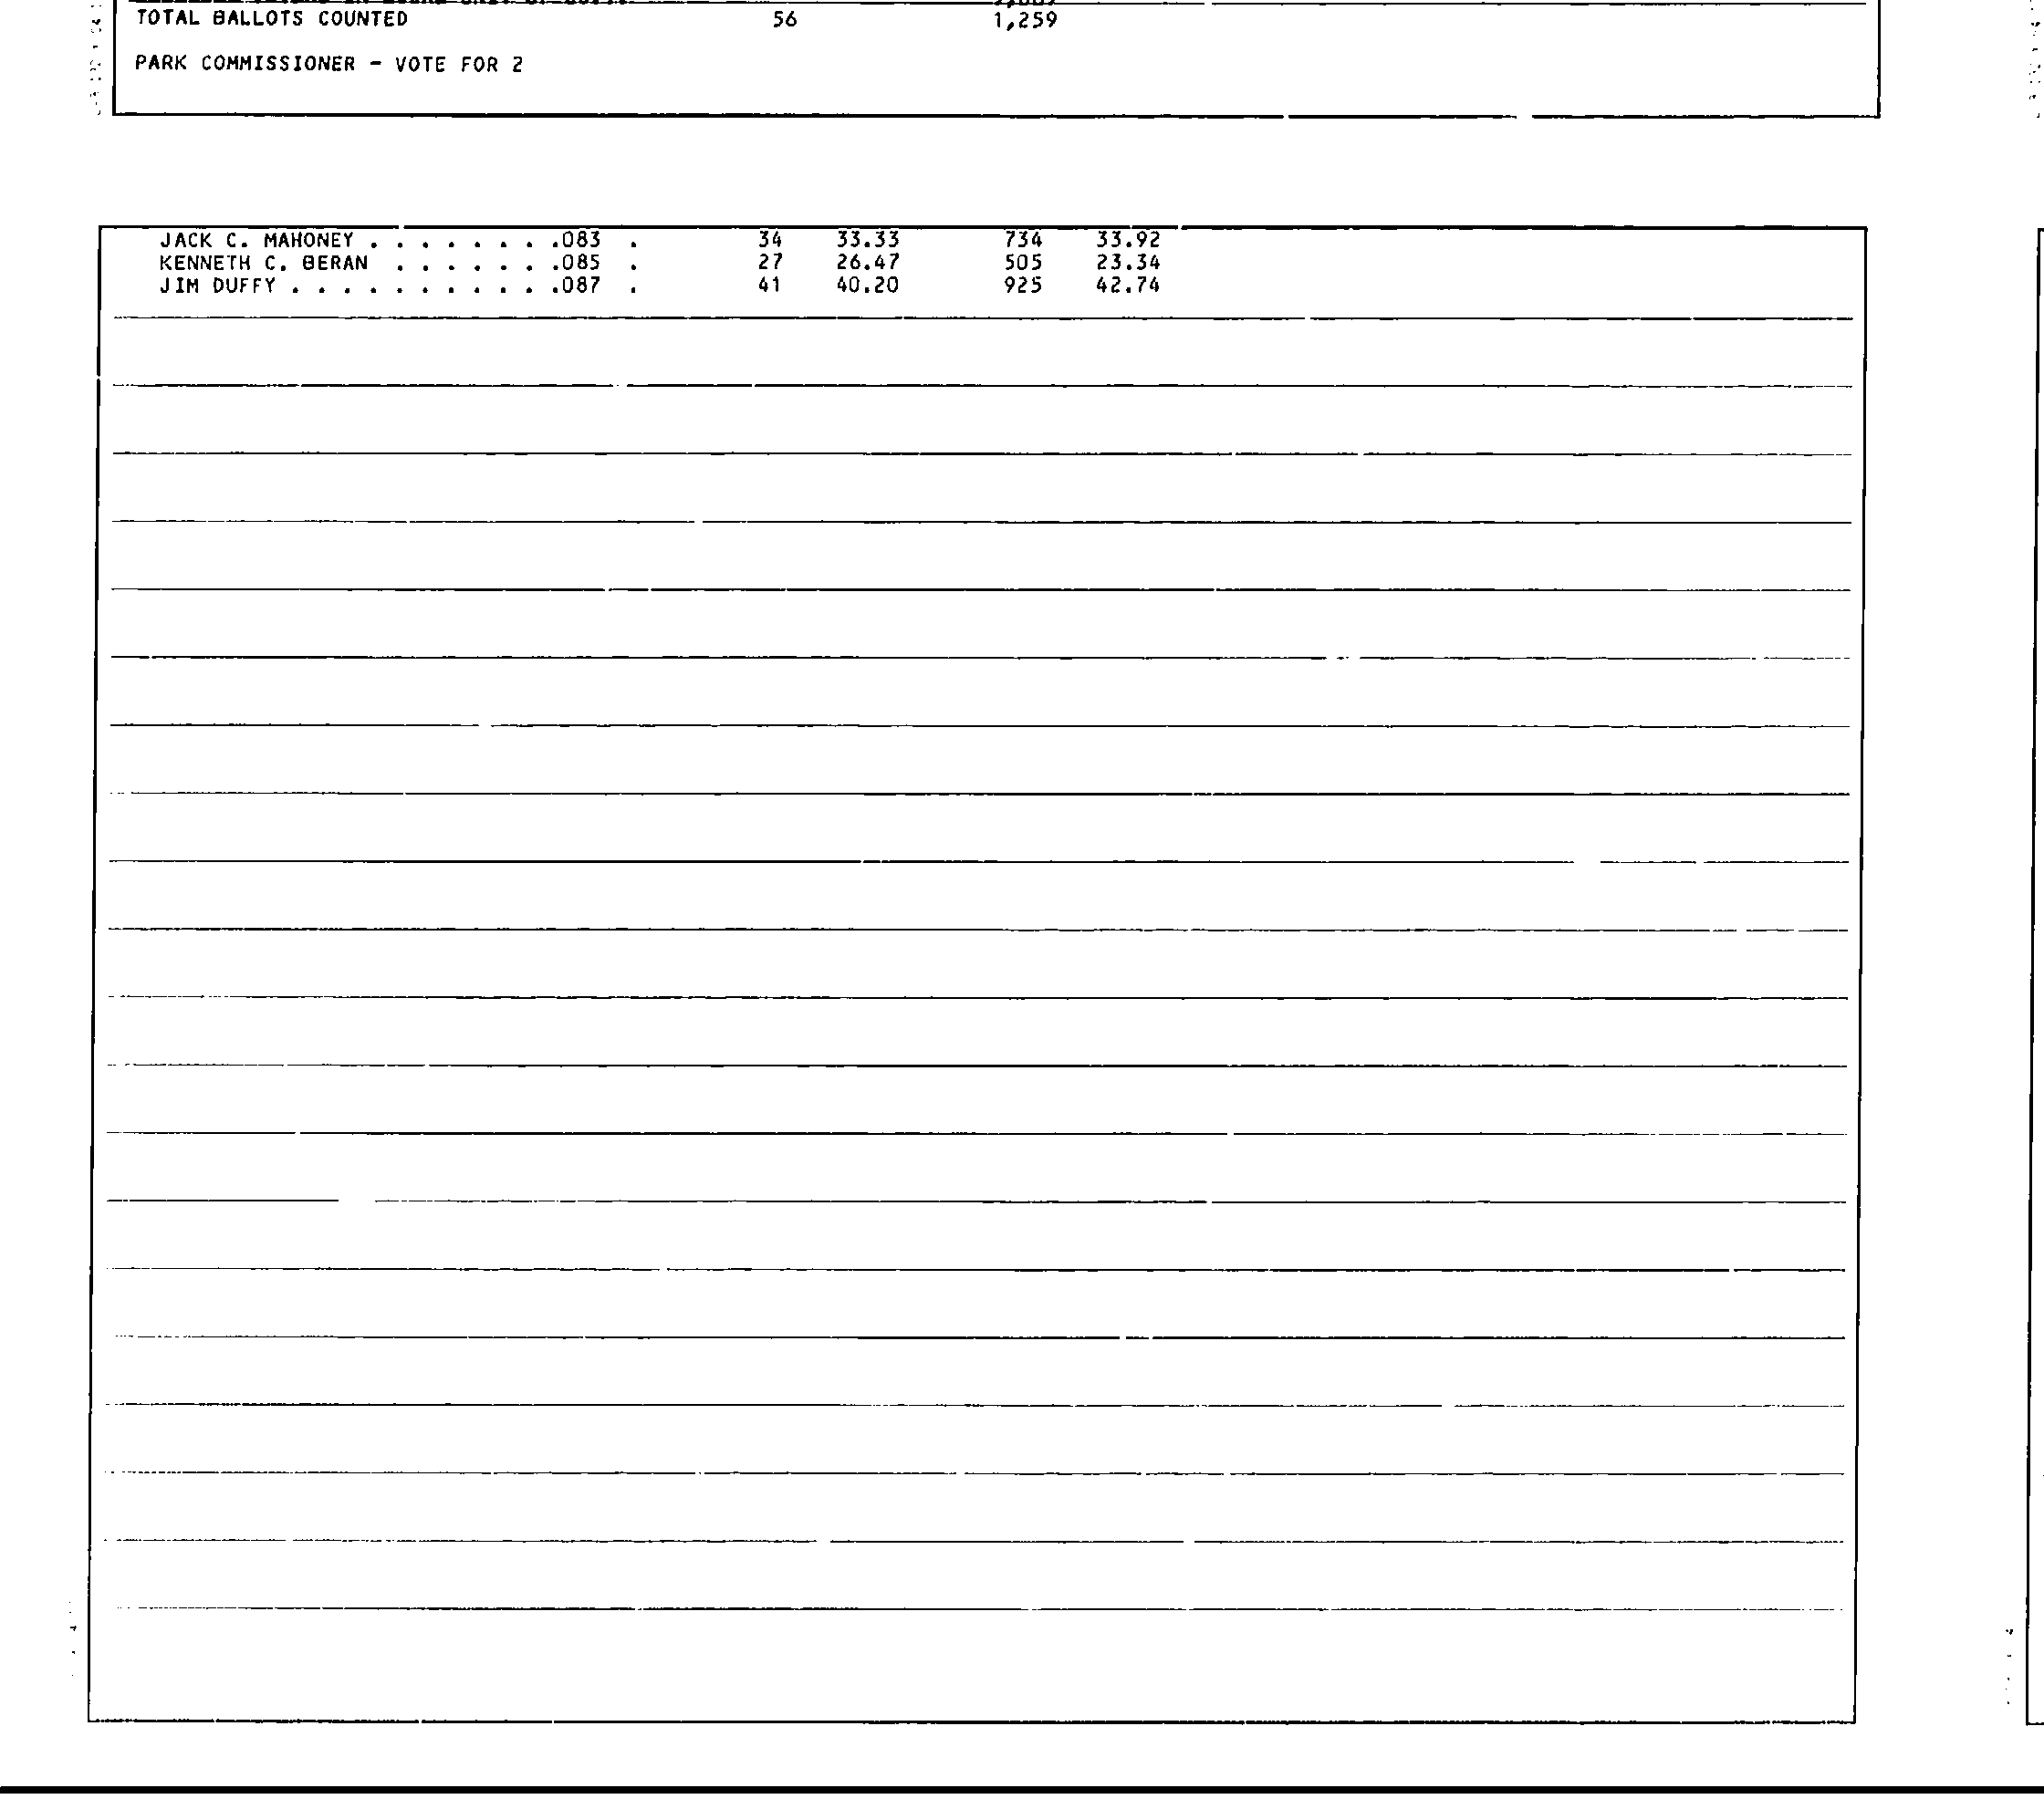 TOTAL BALLOTS COUNTED 56 1,259
PARK COMMISSIONER - VOTE FOR 2
JACK C. MAHONEY . . . . . . . .083 . 34 33.33 734 33.92
KENNETH C. BERAN . . . . . . .085 . 27 26.47 505 23.34
JIM DUFFY . . . . . . . . . . .087 . 41 40.20 925 42.74